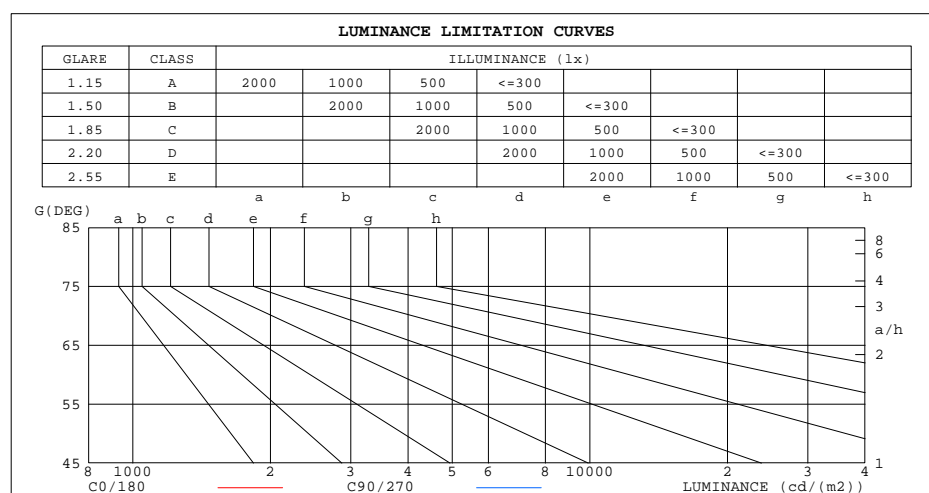 LUMINANCE LIMITATION CURVES
GLARE CLASS ILLUMINANCE (lx)
1.15 A 2000 1000 500 <=300
1.50 B 2000 1000 500 <=300
1.85 C 2000 1000 500 <=300
2.20 D 2000 1000 500 <=300
2.55 E 2000 1000 500 <=300
a b c d e f g h
G(DEG)
a b c d e f g h
85
8
6
75
4
3
a/h
65
2
55
45
1
8 1000 2 3 4 5 6 8 10000 2 3 4
C0/180 C90/270 LUMINANCE (cd/(m2))